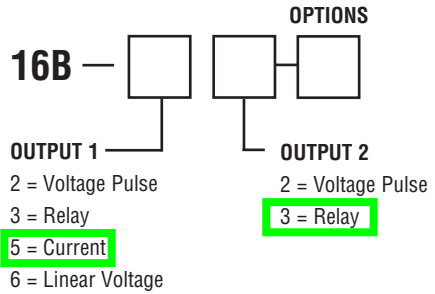 OPTIONS
16B —
OUTPUT 1
2 = Voltage Pulse
3 = Relay
5 = Current
6 = Linear Voltage
OUTPUT 2
2 = Voltage Pulse
3 = Relay